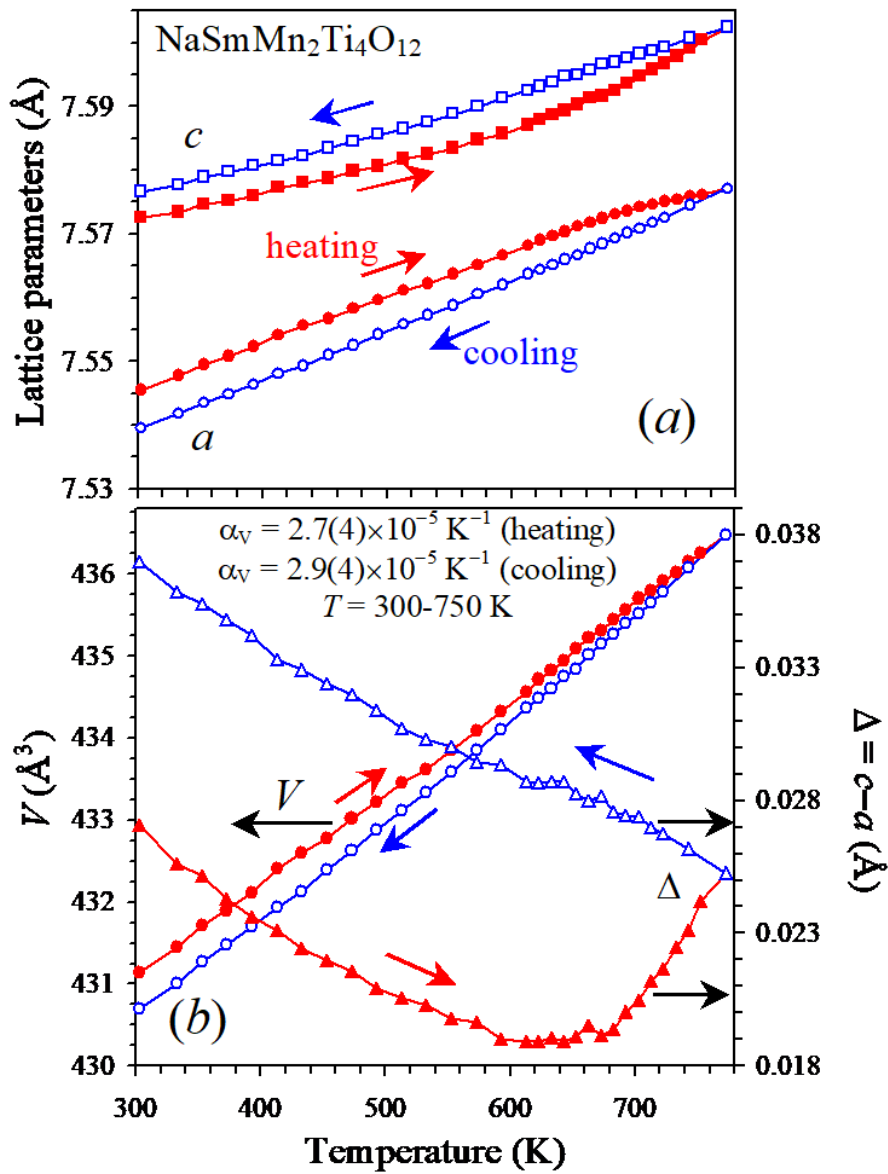 NaSmMn₂Ti₄O₁₂
Lattice parameters (Å)
7.59
7.57
7.55
7.53
c
heating
cooling
a
(a)
αV = 2.7(4)×10⁻⁵ K⁻¹ (heating)
αV = 2.9(4)×10⁻⁵ K⁻¹ (cooling)
T = 300-750 K
V (Å³)
436
435
434
433
432
431
430
V
Δ
(b)
0.038
0.033
0.028
0.023
0.018
Δ = c–a (Å)
300 400 500 600 700
Temperature (K)